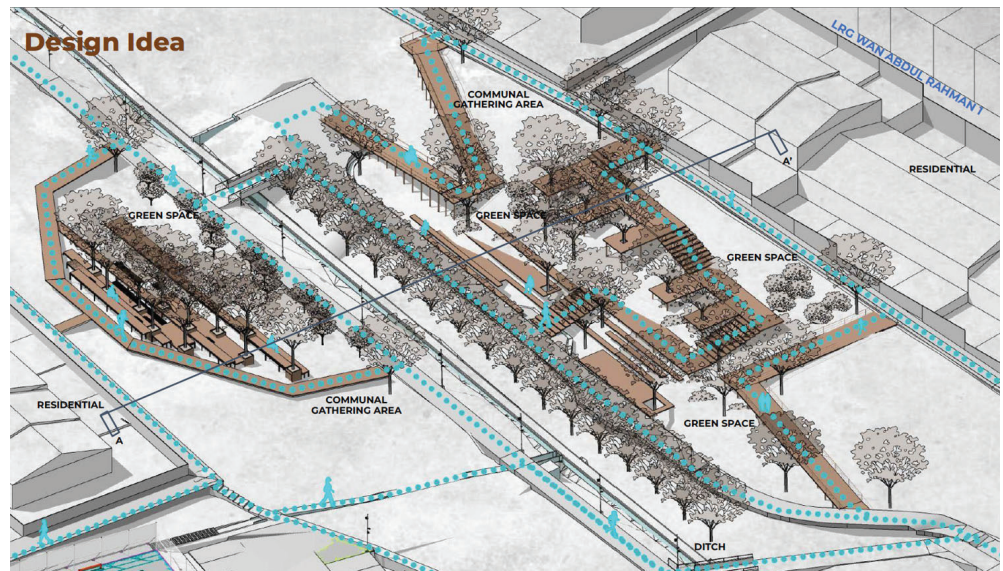 Design Idea
LRG WAN ABDUL RAHMAN 1
COMMUNAL
GATHERING AREA
A'
RESIDENTIAL
GREEN SPACE
GREEN SPACE
GREEN SPACE
RESIDENTIAL
COMMUNAL
GATHERING AREA
A
GREEN SPACE
DITCH